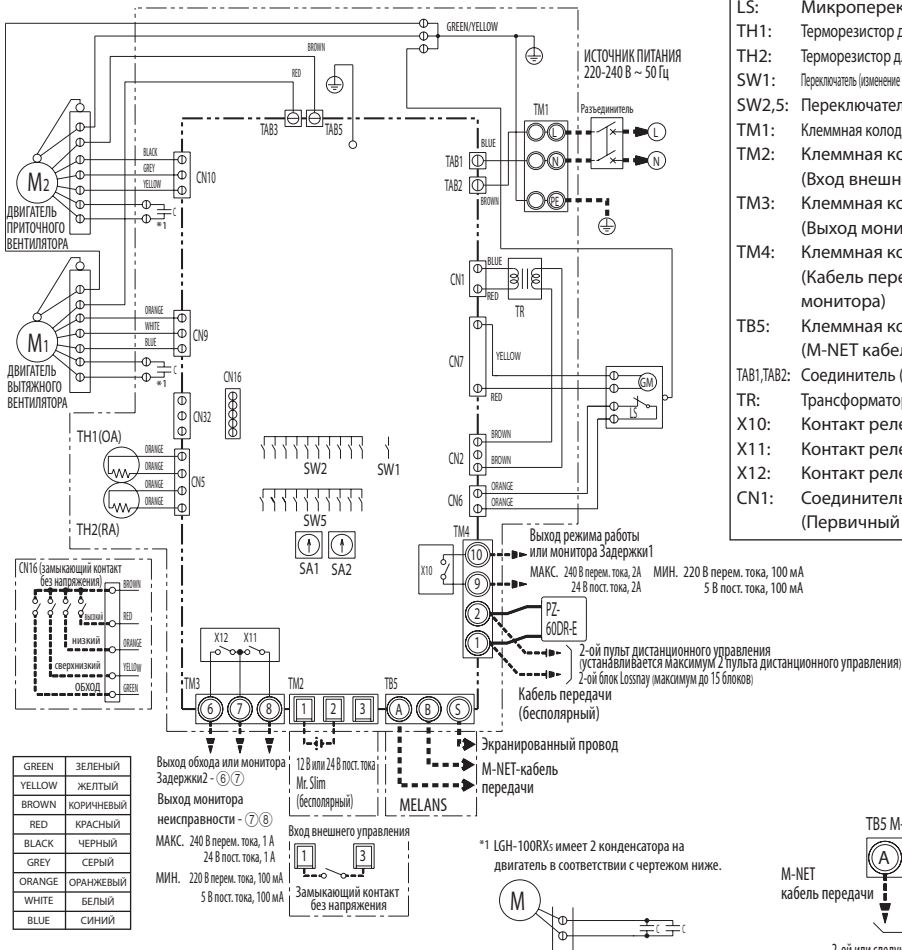 GREEN/YELLOW
BROWN
RED
ИСТОЧНИК ПИТАНИЯ
220-240 В ~ 50 Гц
TAB3
TAB5
TM1
Разъединитель
L
L
N
N
PE
BLUE
TAB1
TAB2
BROWN
BLACK
GREY
YELLOW
CN10
C
*1
M2
ДВИГАТЕЛЬ
ПРИТОЧНОГО
ВЕНТИЛЯТОРА
ORANGE
WHITE
BLUE
CN9
C
*1
M1
ДВИГАТЕЛЬ
ВЫТЯЖНОГО
ВЕНТИЛЯТОРА
BLUE
CN1
RED
TR
CN7
YELLOW
RED
GM
LS
CN16
CN32
TH1(OA)
ORANGE
ORANGE
ORANGE
CN5
TH2(RA)
SW2
SW1
SW5
SA1
SA2
BROWN
CN2
BROWN
ORANGE
CN6
ORANGE
TM4
X10
10
9
2
1
Выход режима работы
или монитора Задержки1
МАКС. 240 В перем. тока, 2А
24 В пост. тока, 2А
МИН. 220 В перем. тока, 100 мА
5 В пост. тока, 100 мА
PZ-
60DR-E
2-ой пульт дистанционного управления
(устанавливается максимум 2 пульта дистанционного управления)
2-ой блок Lossnay (максимум до 15 блоков)
Кабель передачи
(бесполярный)
CN16 (замыкающий контакт
без напряжения)
BROWN
высокий
RED
низкий
ORANGE
сверхнизкий
YELLOW
ОБХОД
GREEN
X12
X11
TM3
6
7
8
TM2
1
2
3
TB5
A
B
S
Экранированный провод
M-NET-кабель
передачи
MELANS
12 В или 24 В пост. тока
Mr. Slim
(бесполярный)
Выход обхода или монитора
Задержки2 - ⑥⑦
Выход монитора
неисправности - ⑦⑧
МАКС. 240 В перем. тока, 1 А
24 В пост. тока, 1 А
МИН. 220 В перем. тока, 100 мА
5 В пост. тока, 100 мА
Вход внешнего управления
1
3
Замыкающий контакт
без напряжения
GREEN ЗЕЛЕНЫЙ
YELLOW ЖЕЛТЫЙ
BROWN КОРИЧНЕВЫЙ
RED КРАСНЫЙ
BLACK ЧЕРНЫЙ
GREY СЕРЫЙ
ORANGE ОРАНЖЕВЫЙ
WHITE БЕЛЫЙ
BLUE СИНИЙ
*1 LGH-100RX5 имеет 2 конденсатора на
двигатель в соответствии с чертежом ниже.
M
C
C
TB5 M-
A
M-NET
кабель передачи
LS: Микроперек
TH1: Терморезистор д
TH2: Терморезистор д
SW1: Переключатель (изменение
SW2,5: Переключател
TM1: Клеммная колод
TM2: Клеммная ко
(Вход внешн
TM3: Клеммная ко
(Выход мони
TM4: Клеммная ко
(Кабель пере
монитора)
TB5: Клеммная ко
(M-NET кабел
TAB1,TAB2: Соединитель (
TR: Трансформато
X10: Контакт реле
X11: Контакт реле
X12: Контакт реле
CN1: Соединитель
(Первичный